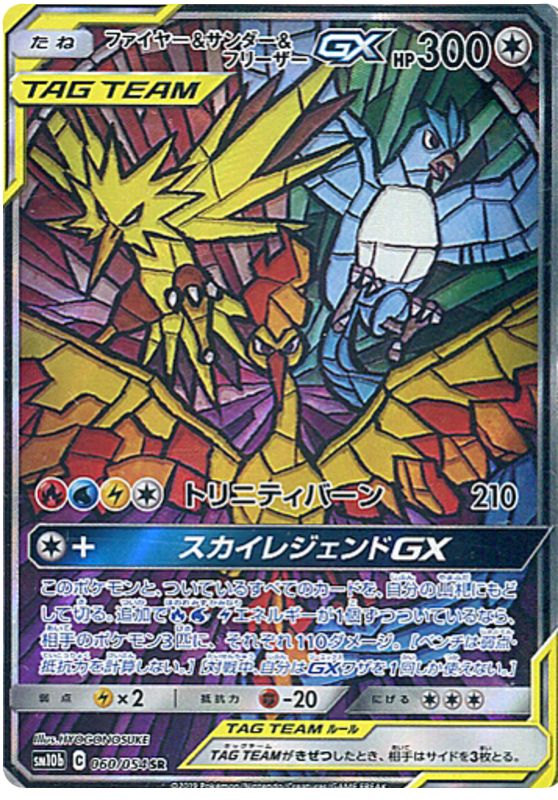 たね
ファイヤー&サンダー&
フリーザー GX HP 300
TAG TEAM
トリニティバーン 210
+ スカイレジェンドGX
このポケモンと、ついているすべてのカードを、自分の山札にもど
して切る。追加でエネルギーが1個ずつついているなら、
相手のポケモン3匹に、それぞれ110ダメージ。[ベンチは弱点・
抵抗力を計算しない。][対戦中、自分はGXワザを1回しか使えない。]
弱点 ×2 抵抗力 -20 にげる
illus. HYOGONOSUKE
sm10b C 060/054 SR
TAG TEAM ルール
TAG TEAMがきぜつしたとき、相手はサイドを3枚とる。
©2019 Pokémon/Nintendo/Creatures/GAME FREAK